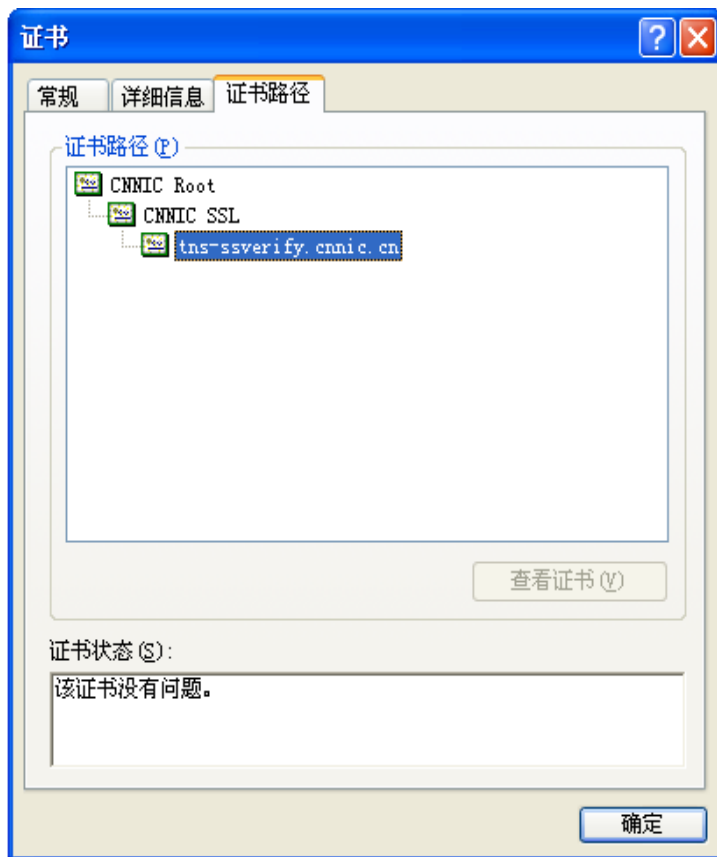 证书
常规 详细信息 证书路径
证书路径(P)
CNNIC Root
CNNIC SSL
tns-ssverify.cnnic.cn
查看证书(V)
证书状态(S):
该证书没有问题。
确定